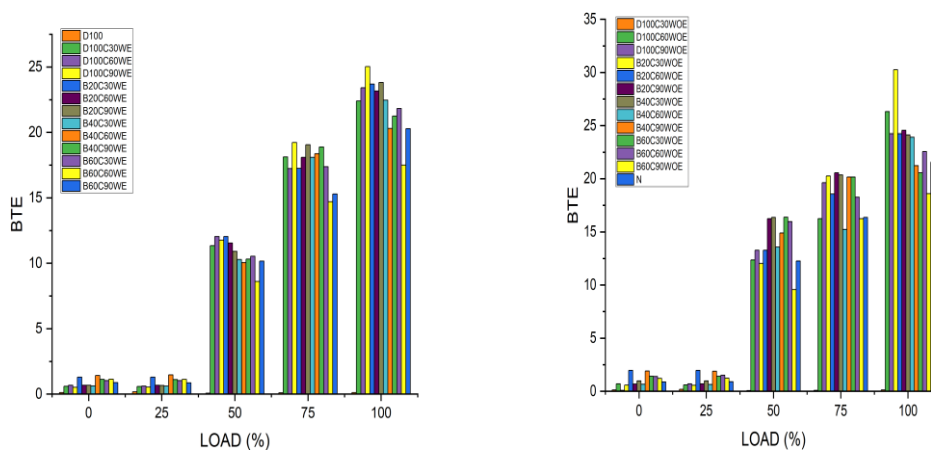 D100
D100C30WE
D100C60WE
D100C90WE
B20C30WE
B20C60WE
B20C90WE
B40C30WE
B40C60WE
B40C90WE
B60C30WE
B60C60WE
B60C90WE
25
20
15
10
5
0
BTE
0 25 50 75 100
LOAD (%)
D100C30WOE
D100C60WOE
D100C90WOE
B20C30WOE
B20C60WOE
B20C90WOE
B40C30WOE
B40C60WOE
B40C90WOE
B60C30WOE
B60C60WOE
B60C90WOE
N
35
30
25
20
15
10
5
0
BTE
0 25 50 75 100
LOAD (%)